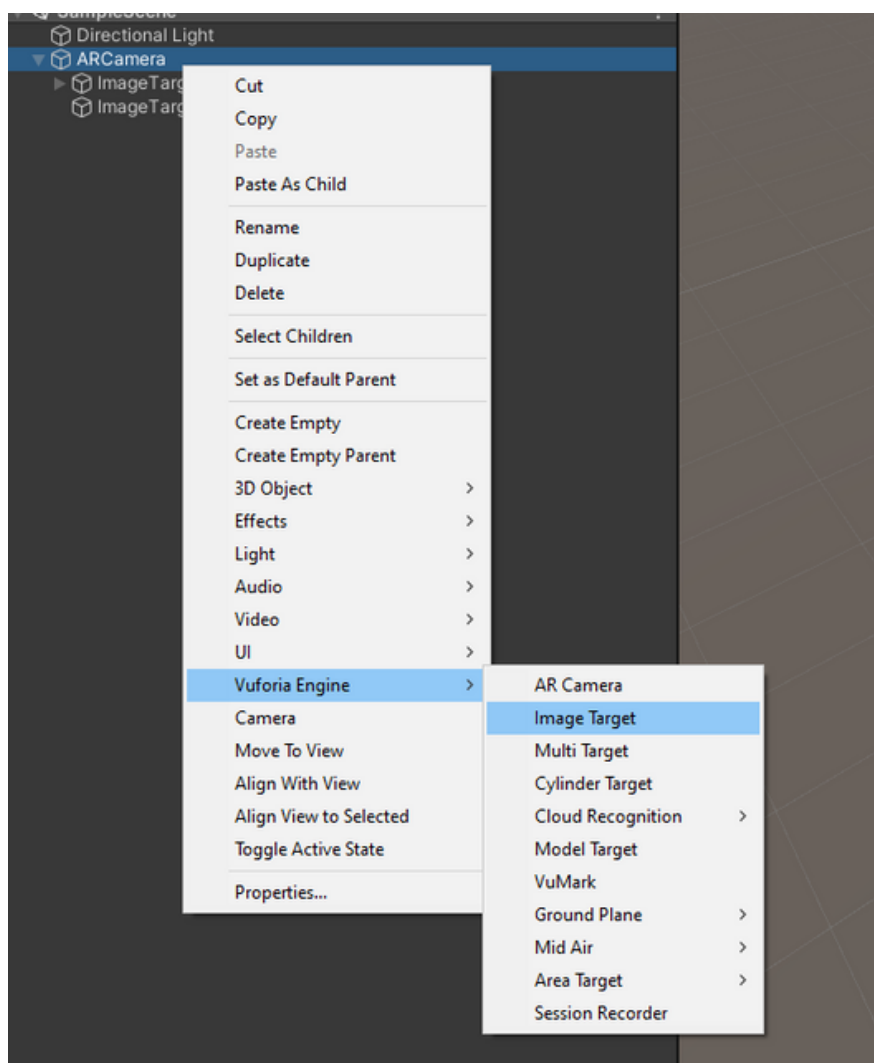 SampleScene
Directional Light
ARCamera
ImageTarg
ImageTarg
Cut
Copy
Paste
Paste As Child
Rename
Duplicate
Delete
Select Children
Set as Default Parent
Create Empty
Create Empty Parent
3D Object
Effects
Light
Audio
Video
UI
Vuforia Engine
Camera
Move To View
Align With View
Align View to Selected
Toggle Active State
Properties...
AR Camera
Image Target
Multi Target
Cylinder Target
Cloud Recognition
Model Target
VuMark
Ground Plane
Mid Air
Area Target
Session Recorder